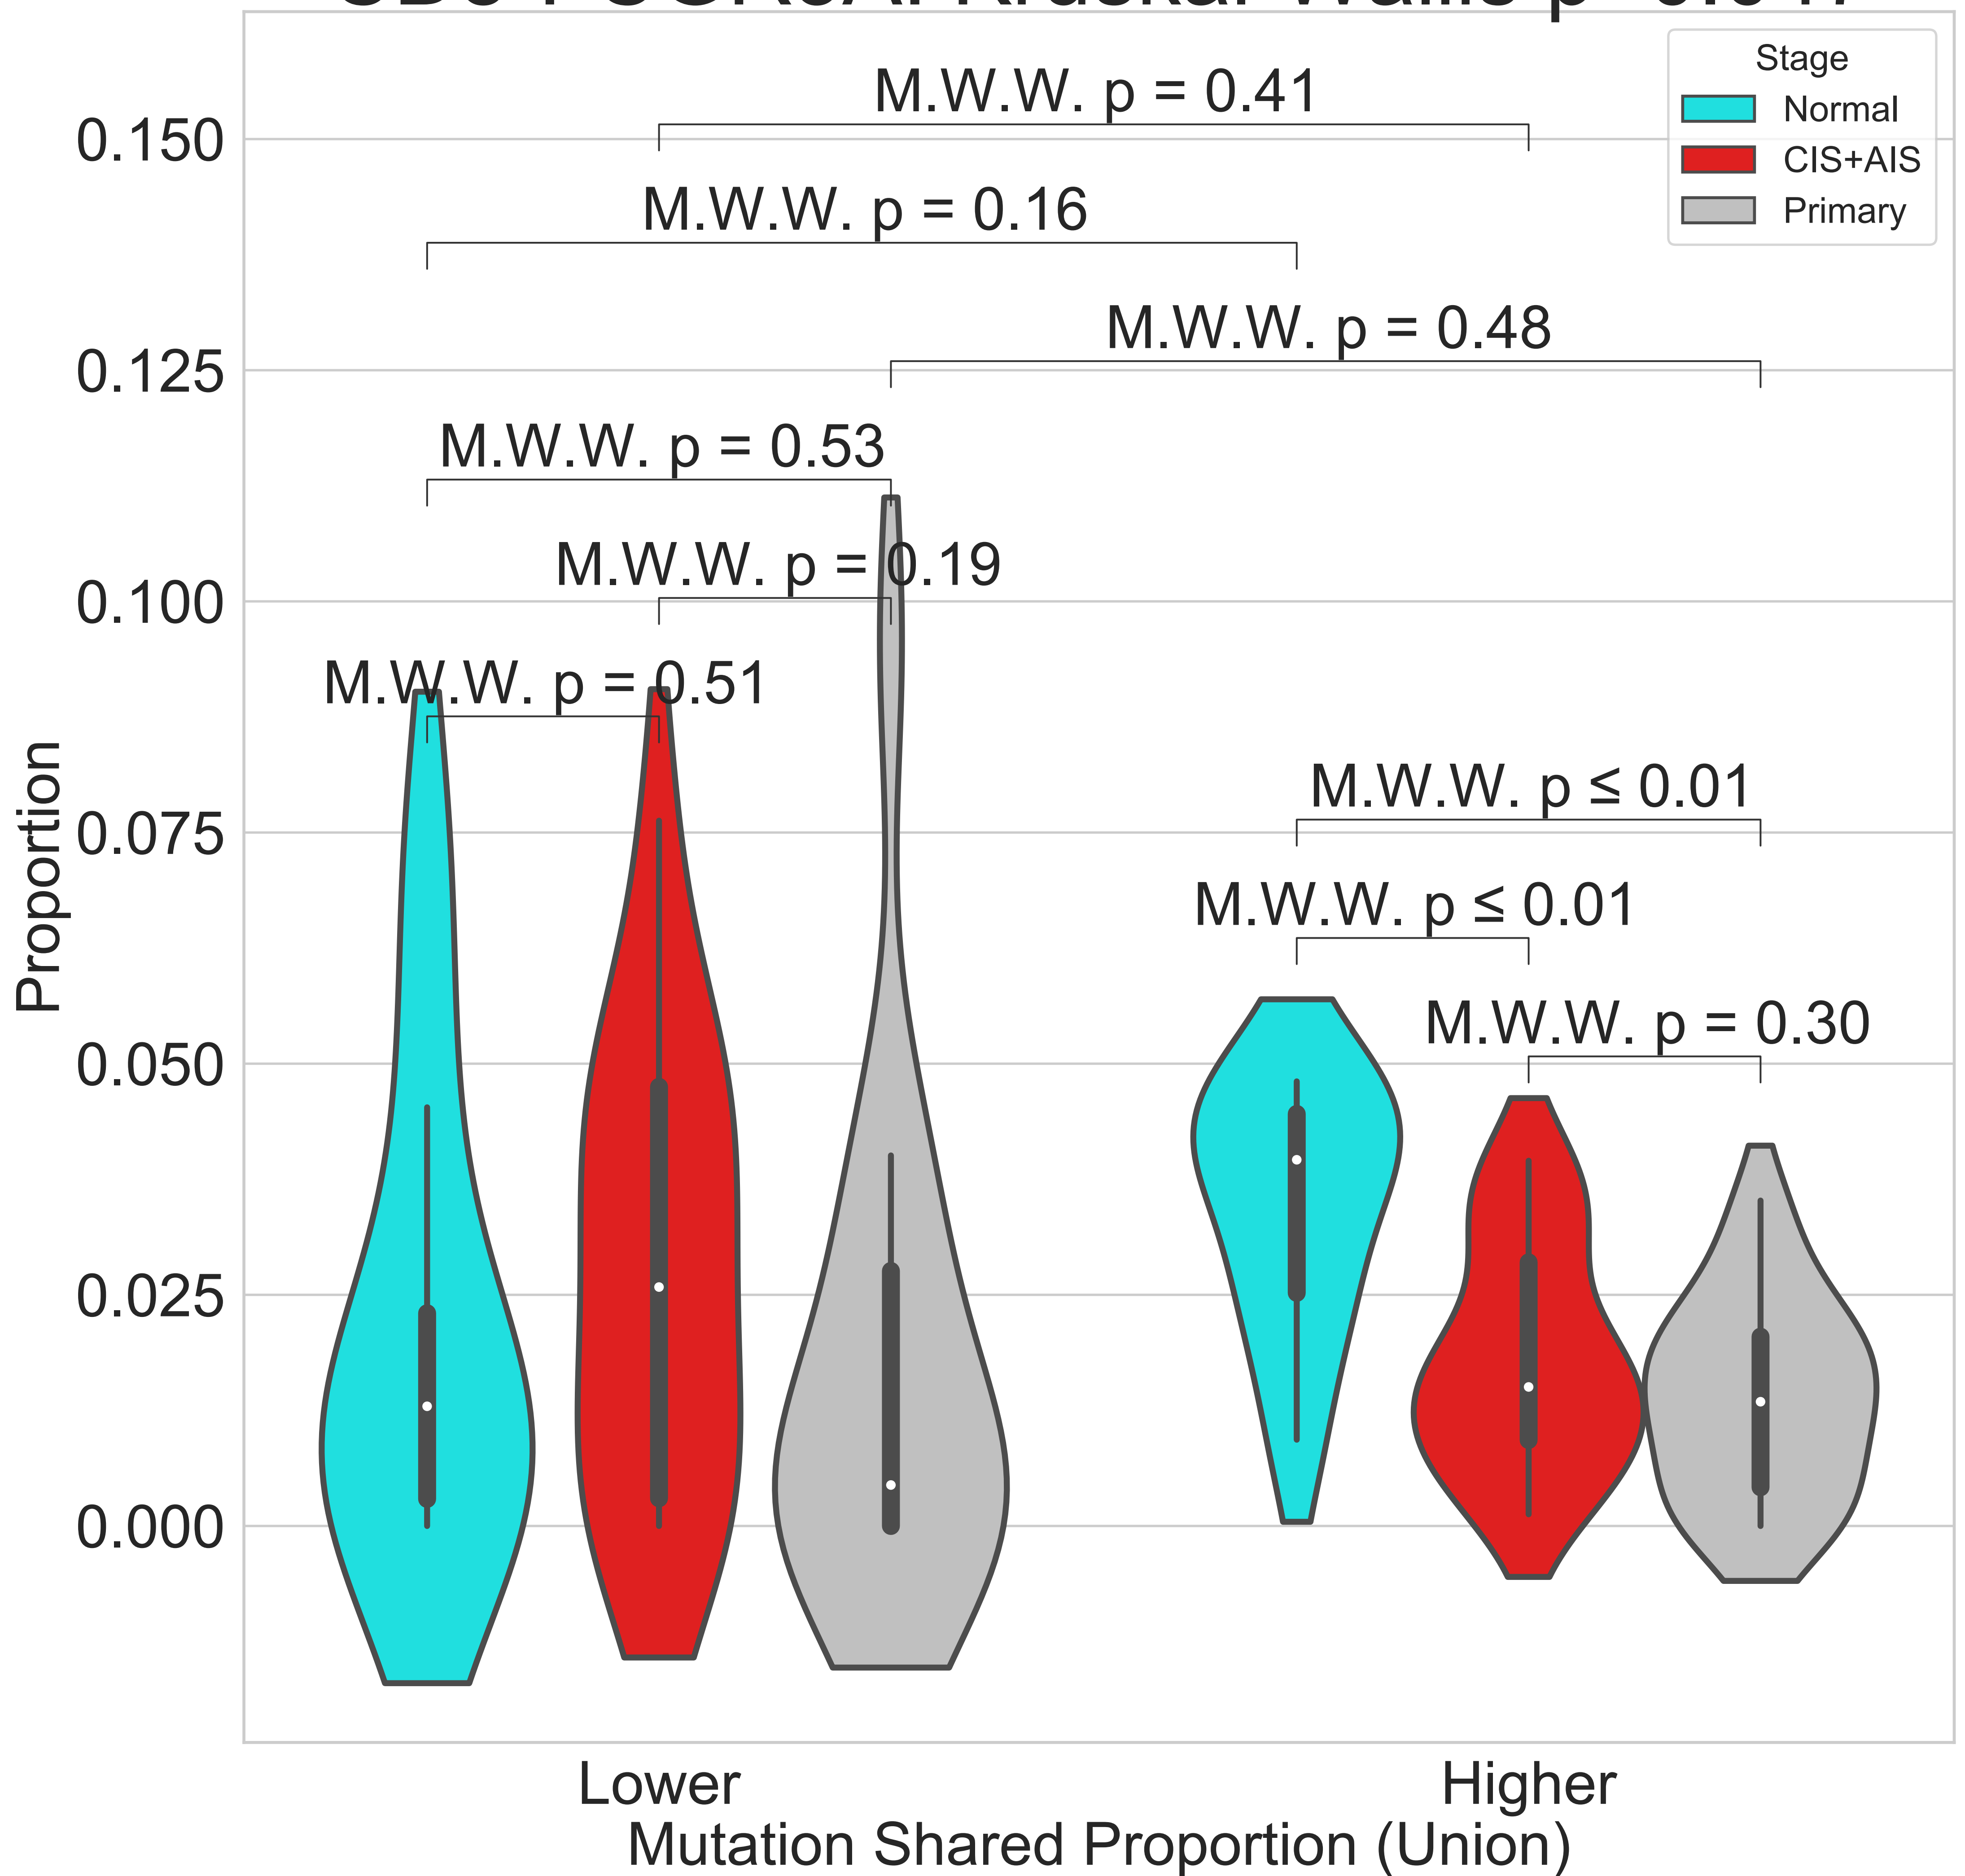 M.W.W. p = 0.41
Stage
Normal
CIS+AIS
Primary
M.W.W. p = 0.16
M.W.W. p = 0.48
M.W.W. p = 0.53
M.W.W. p = 0.19
M.W.W. p = 0.51
M.W.W. p ≤ 0.01
M.W.W. p ≤ 0.01
M.W.W. p = 0.30
0.150
0.125
0.100
0.075
0.050
0.025
0.000
Proportion
Lower
Higher
Mutation Shared Proportion (Union)